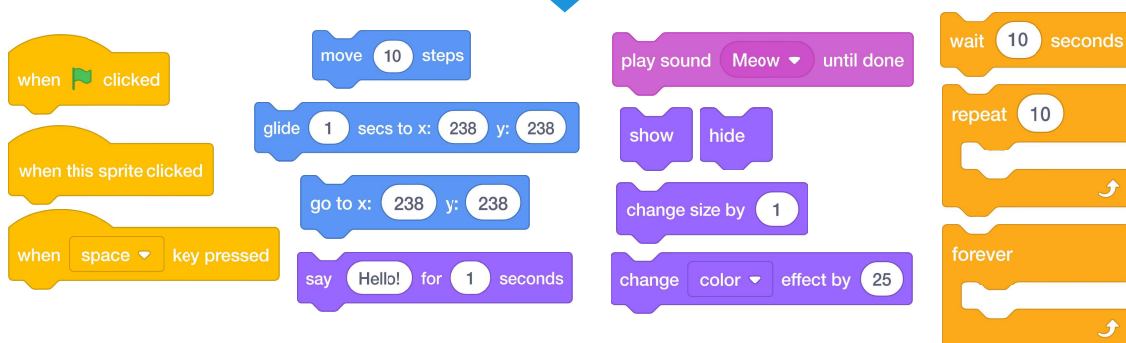 when clicked
when this sprite clicked
when space key pressed
move 10 steps
glide 1 secs to x: 238 y: 238
go to x: 238 y: 238
say Hello! for 1 seconds
play sound Meow until done
show
hide
change size by 1
change color effect by 25
wait 10 seconds
repeat 10
forever